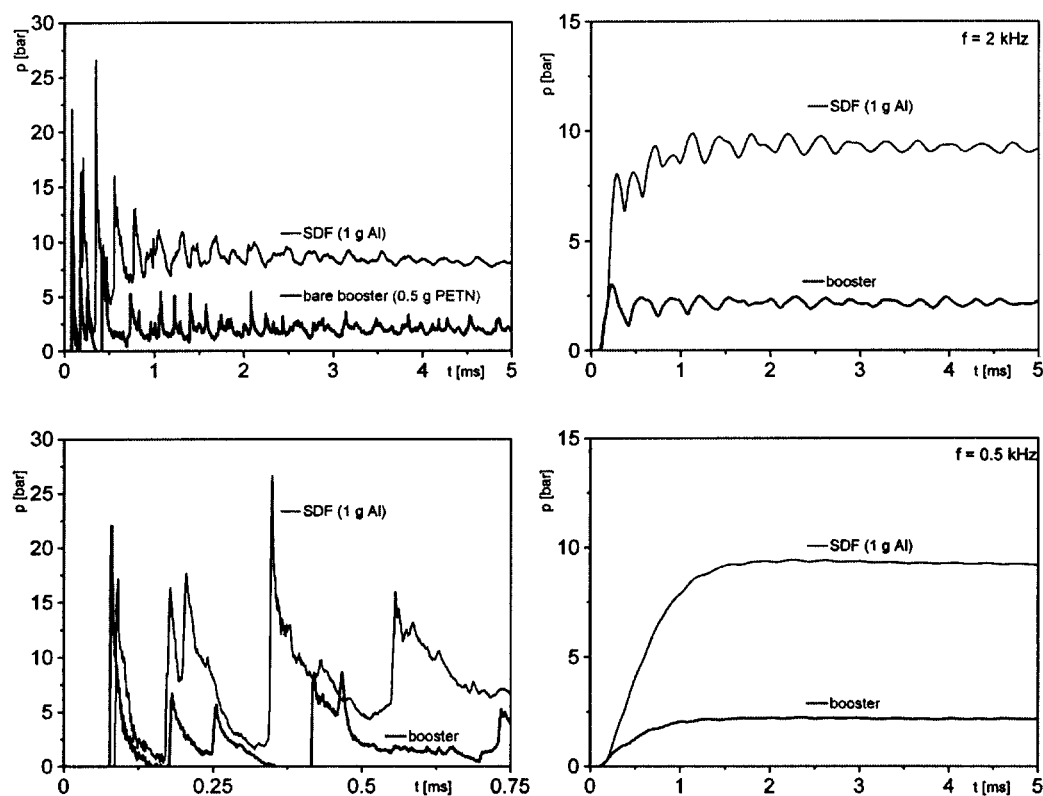 30
25
20
15
10
5
0
p [bar]
SDF (1 g Al)
bare booster (0.5 g PETN)
0 1 2 3 4 t [ms] 5
15
10
5
0
p [bar]
f = 2 kHz
SDF (1 g Al)
booster
0 1 2 3 4 t [ms] 5
30
25
20
15
10
5
0
p [bar]
SDF (1 g Al)
booster
0 0.25 0.5 t [ms] 0.75
15
10
5
0
p [bar]
f = 0.5 kHz
SDF (1 g Al)
booster
0 1 2 3 4 t [ms] 5